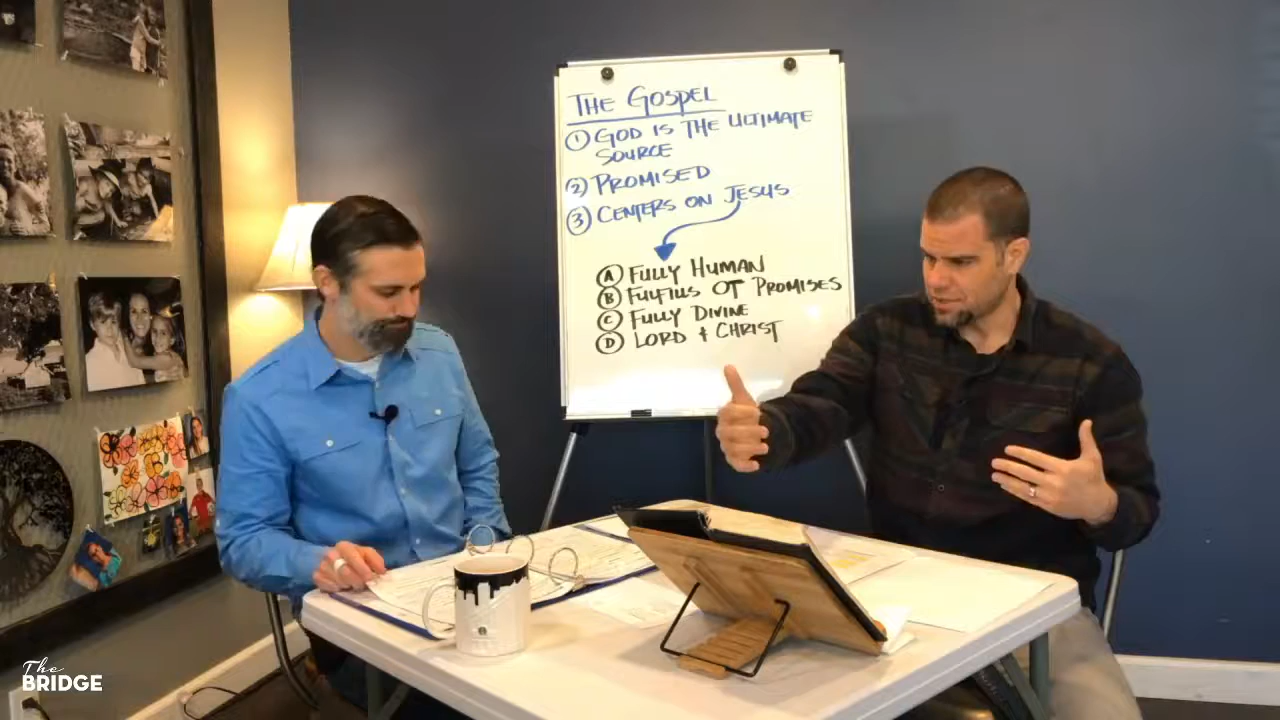 THE GOSPEL
① GOD IS THE ULTIMATE
SOURCE
② PROMISED
③ CENTERS ON JESUS
Ⓐ FULLY HUMAN
Ⓑ FULFILLS OT PROMISES
Ⓒ FULLY DIVINE
Ⓓ LORD + CHRIST
The
BRIDGE